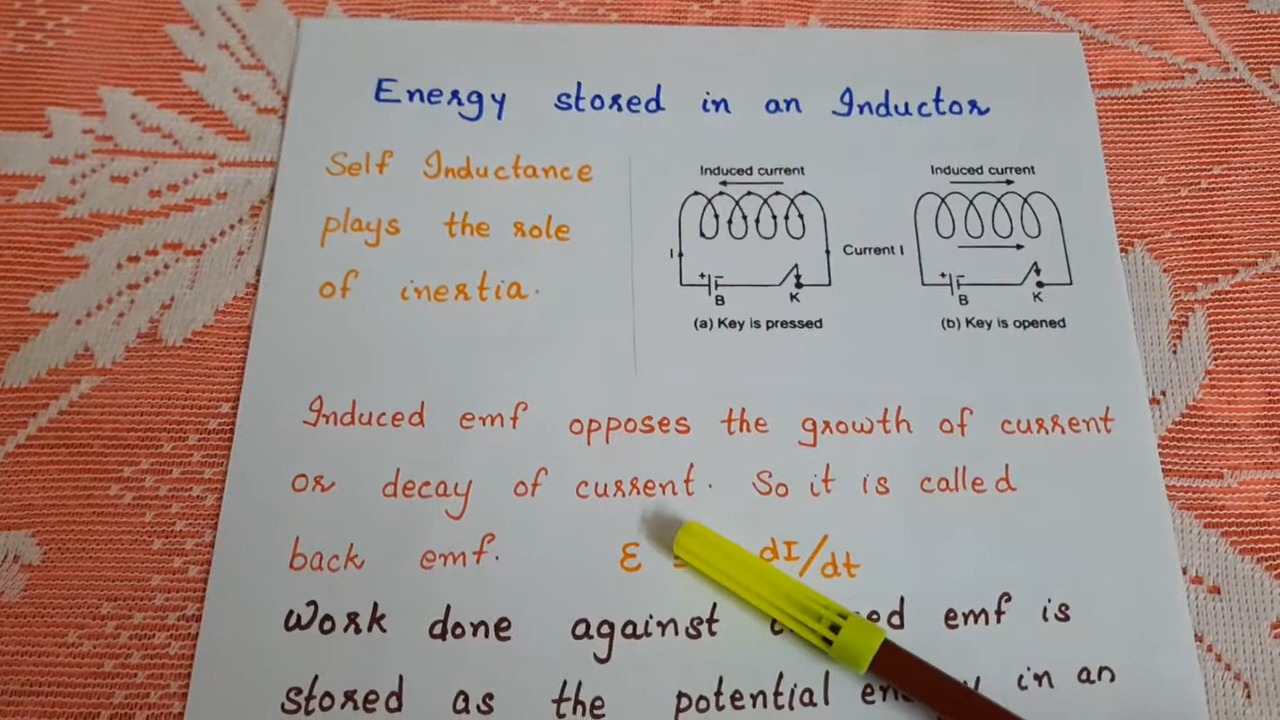 Energy stored in an Inductor
Self Inductance
plays the role
of inertia.
Induced current
I
+
B
K
(a) Key is pressed
Current I
Induced current
+
B
K
(b) Key is opened
Induced emf opposes the growth of current
or decay of current. So it is called
back emf. ε dI/dt
Work done against emf is
stored as the potential in an